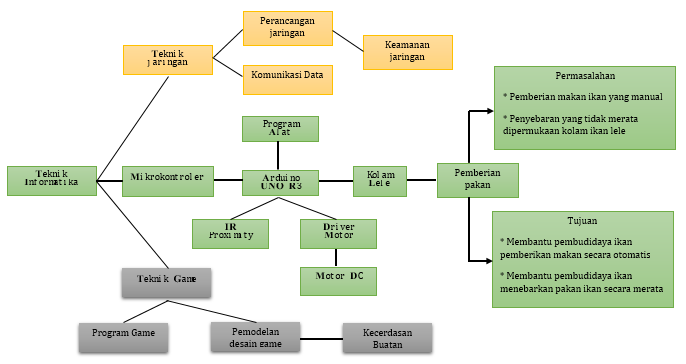 Perancangan
jaringan
Teknik
jaringan
Keamanan
jaringan
Komunikasi Data
Permasalahan
* Pemberian makan ikan yang manual
* Penyebaran yang tidak merata
dipermukaan kolam ikan lele
Program
Alat
Teknik
Informatika
Mikrokontroler
Arduino
UNO R3
Kolam
Lele
Pemberian
pakan
IR
Proximity
Driver
Motor
Motor DC
Tujuan
* Membantu pembudidaya ikan
pemberikan makan secara otomatis
* Membantu pembudidaya ikan
menebarkan pakan ikan secara merata
Teknik Game
Program Game
Pemodelan
desain game
Kecerdasan
Buatan